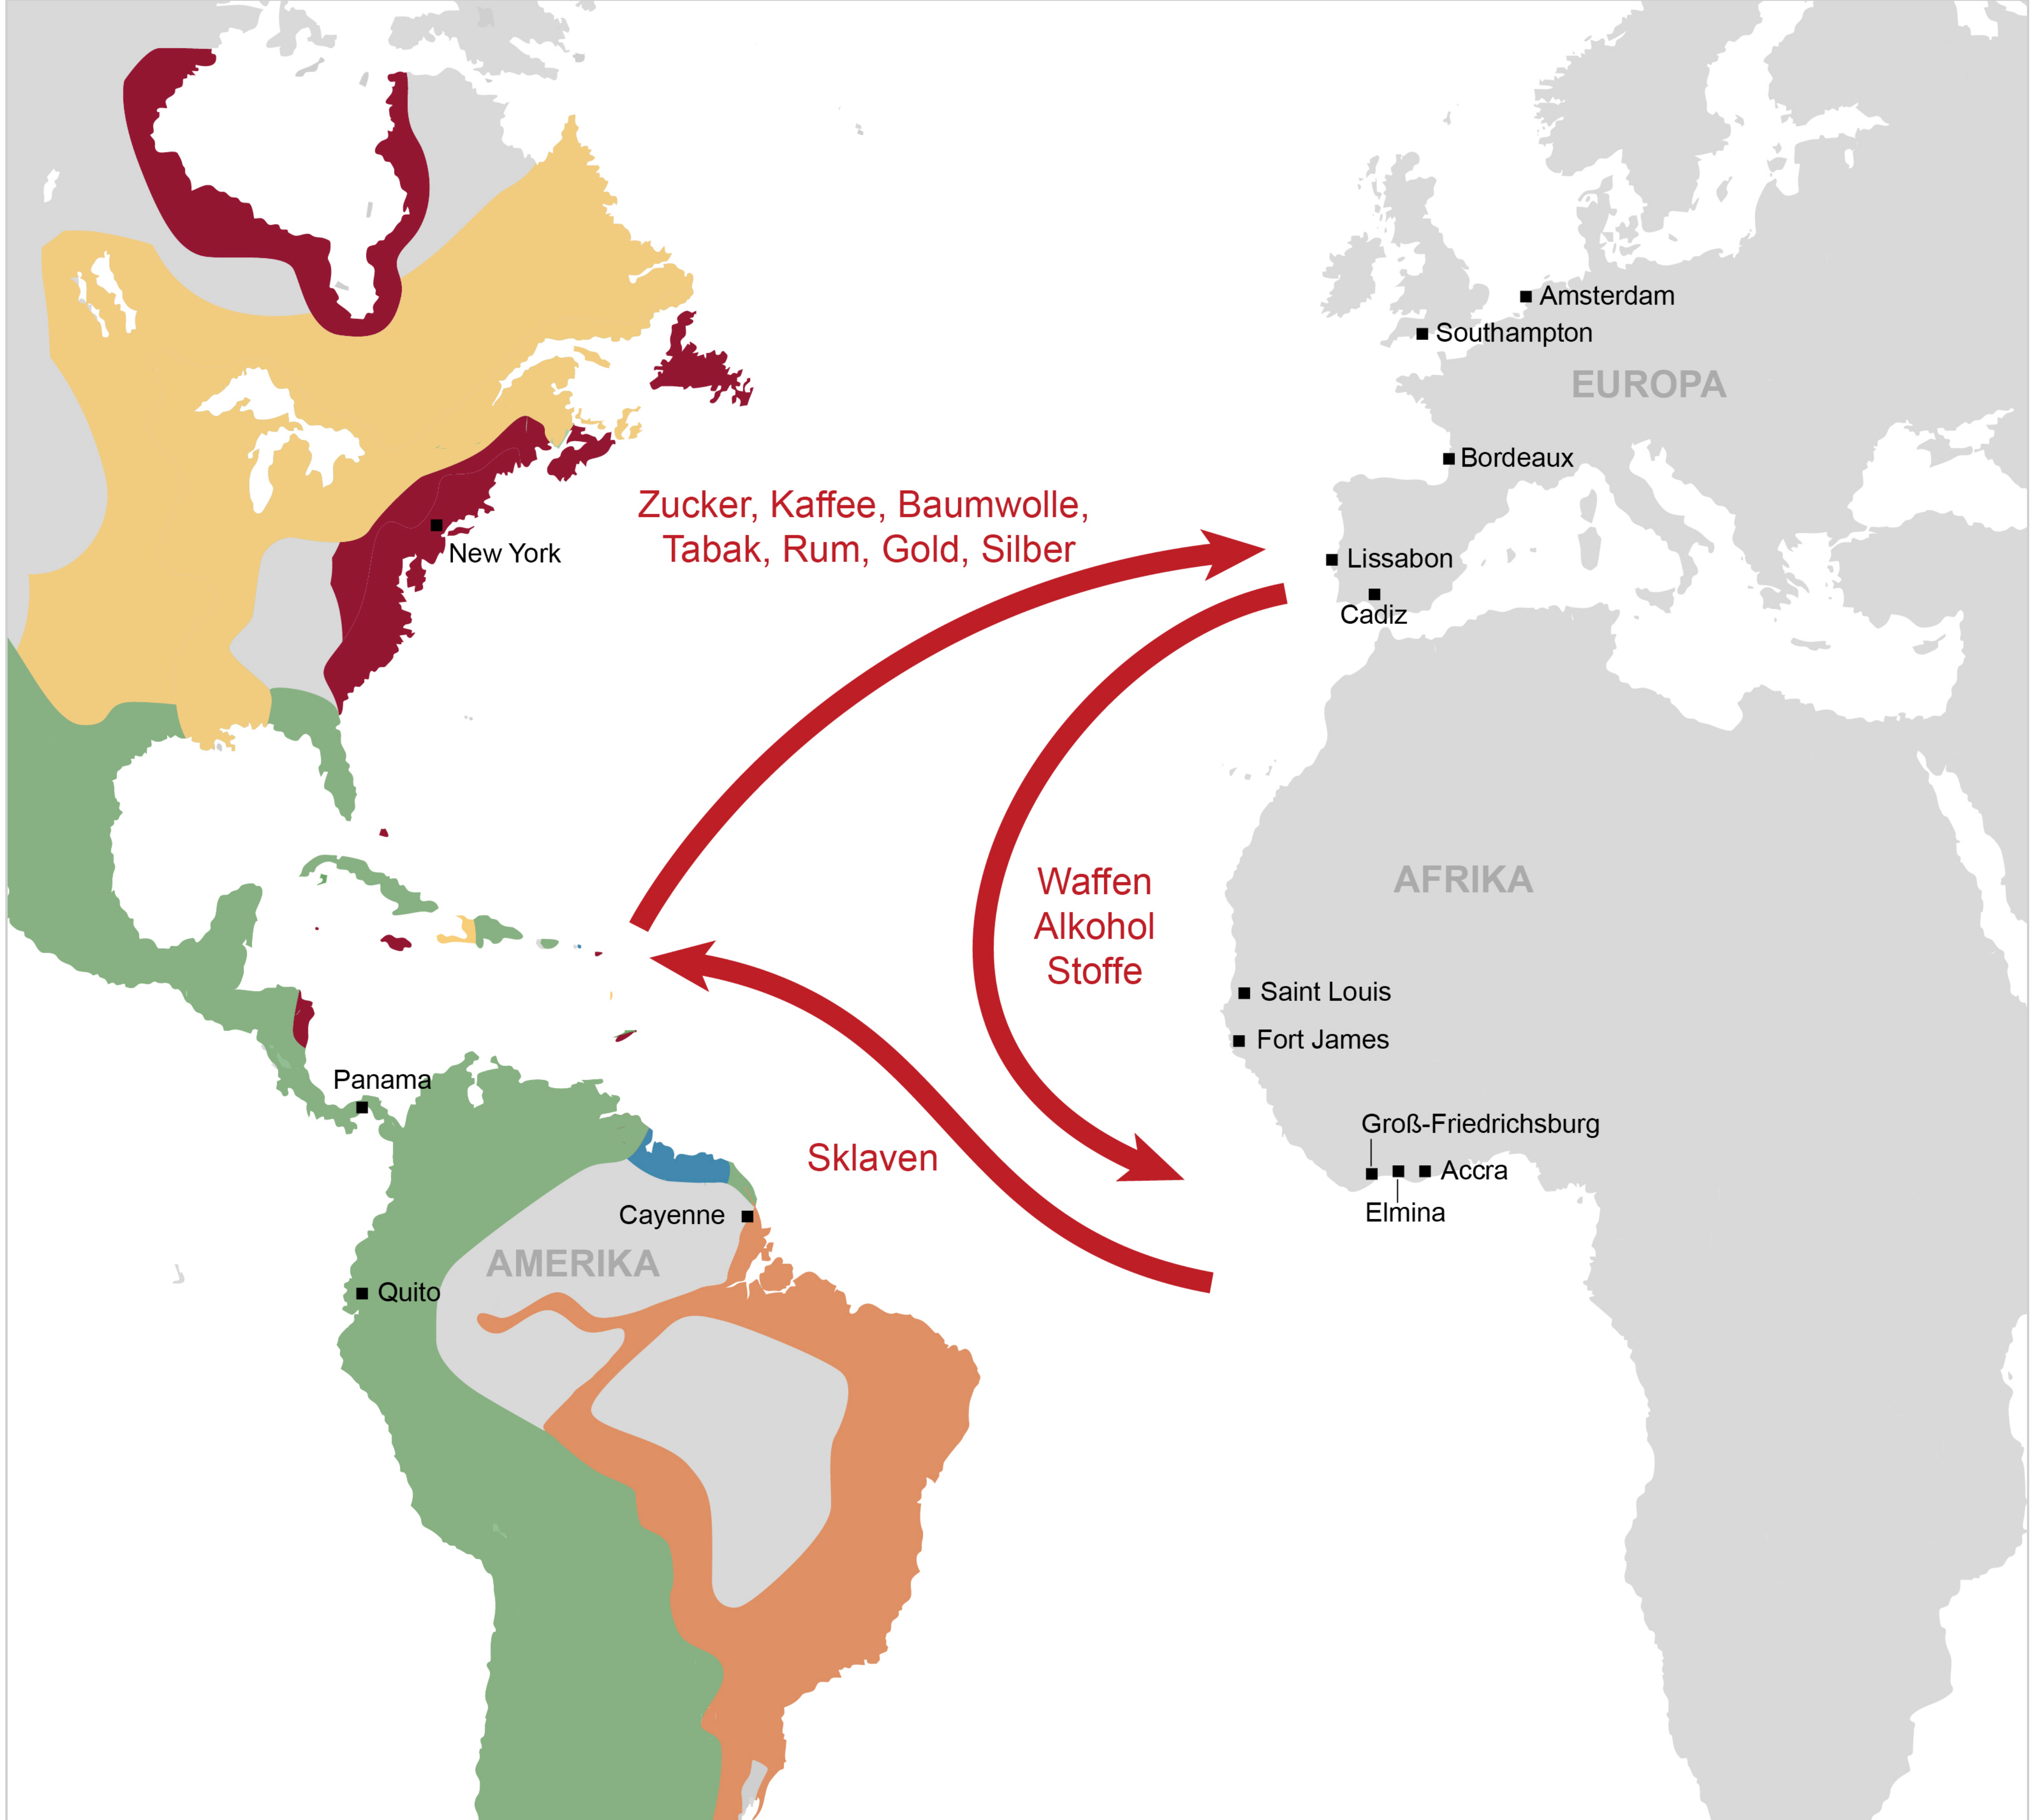 Amsterdam
Southampton
EUROPA
Bordeaux
Zucker, Kaffee, Baumwolle,
Tabak, Rum, Gold, Silber
New York
Lissabon
Cadiz
Waffen
Alkohol
Stoffe
AFRIKA
Saint Louis
Fort James
Panama
Groß-Friedrichsburg
Sklaven
Accra
Elmina
Cayenne
AMERIKA
Quito